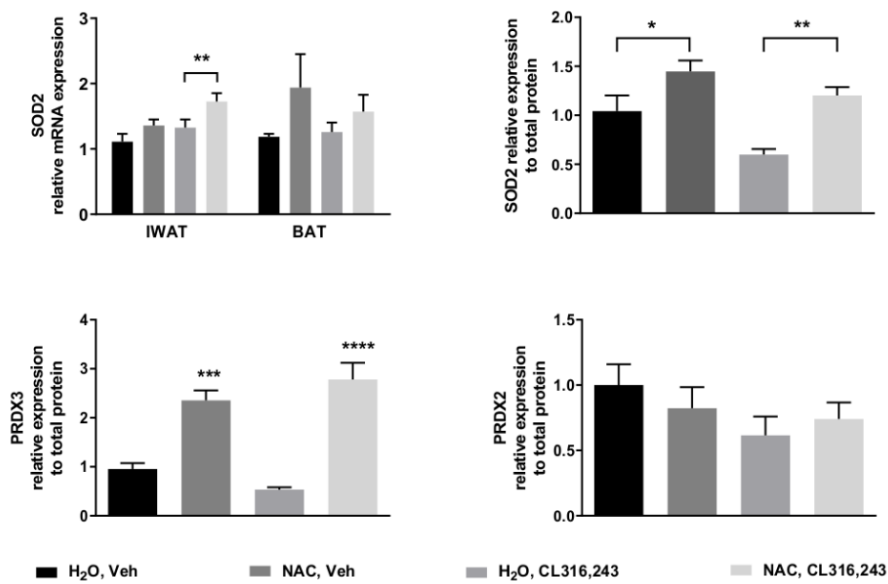 SOD2
relative mRNA expression
3
2
1
0
**
IWAT
BAT
SOD2 relative expression
to total protein
2.0
1.5
1.0
0.5
0.0
*
**
PRDX3
relative expression
to total protein
4
3
2
1
0
***
****
PRDX2
relative expression
to total protein
1.5
1.0
0.5
0.0
H₂O, Veh
NAC, Veh
H₂O, CL316,243
NAC, CL316,243